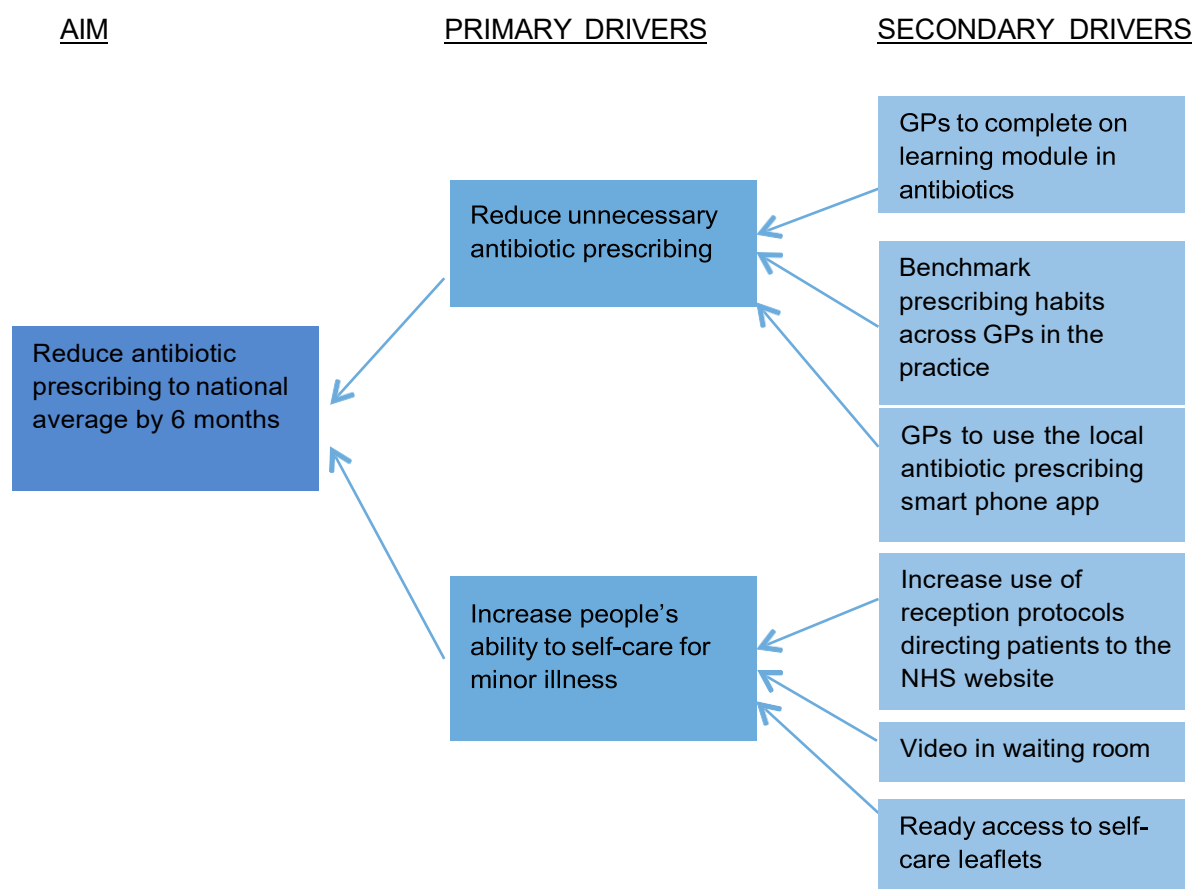 AIM
PRIMARY DRIVERS
SECONDARY DRIVERS
Reduce antibiotic
prescribing to national
average by 6 months
Reduce unnecessary
antibiotic prescribing
Increase people’s
ability to self-care for
minor illness
GPs to complete on
learning module in
antibiotics
Benchmark
prescribing habits
across GPs in the
practice
GPs to use the local
antibiotic prescribing
smart phone app
Increase use of
reception protocols
directing patients to the
NHS website
Video in waiting room
Ready access to self-
care leaflets